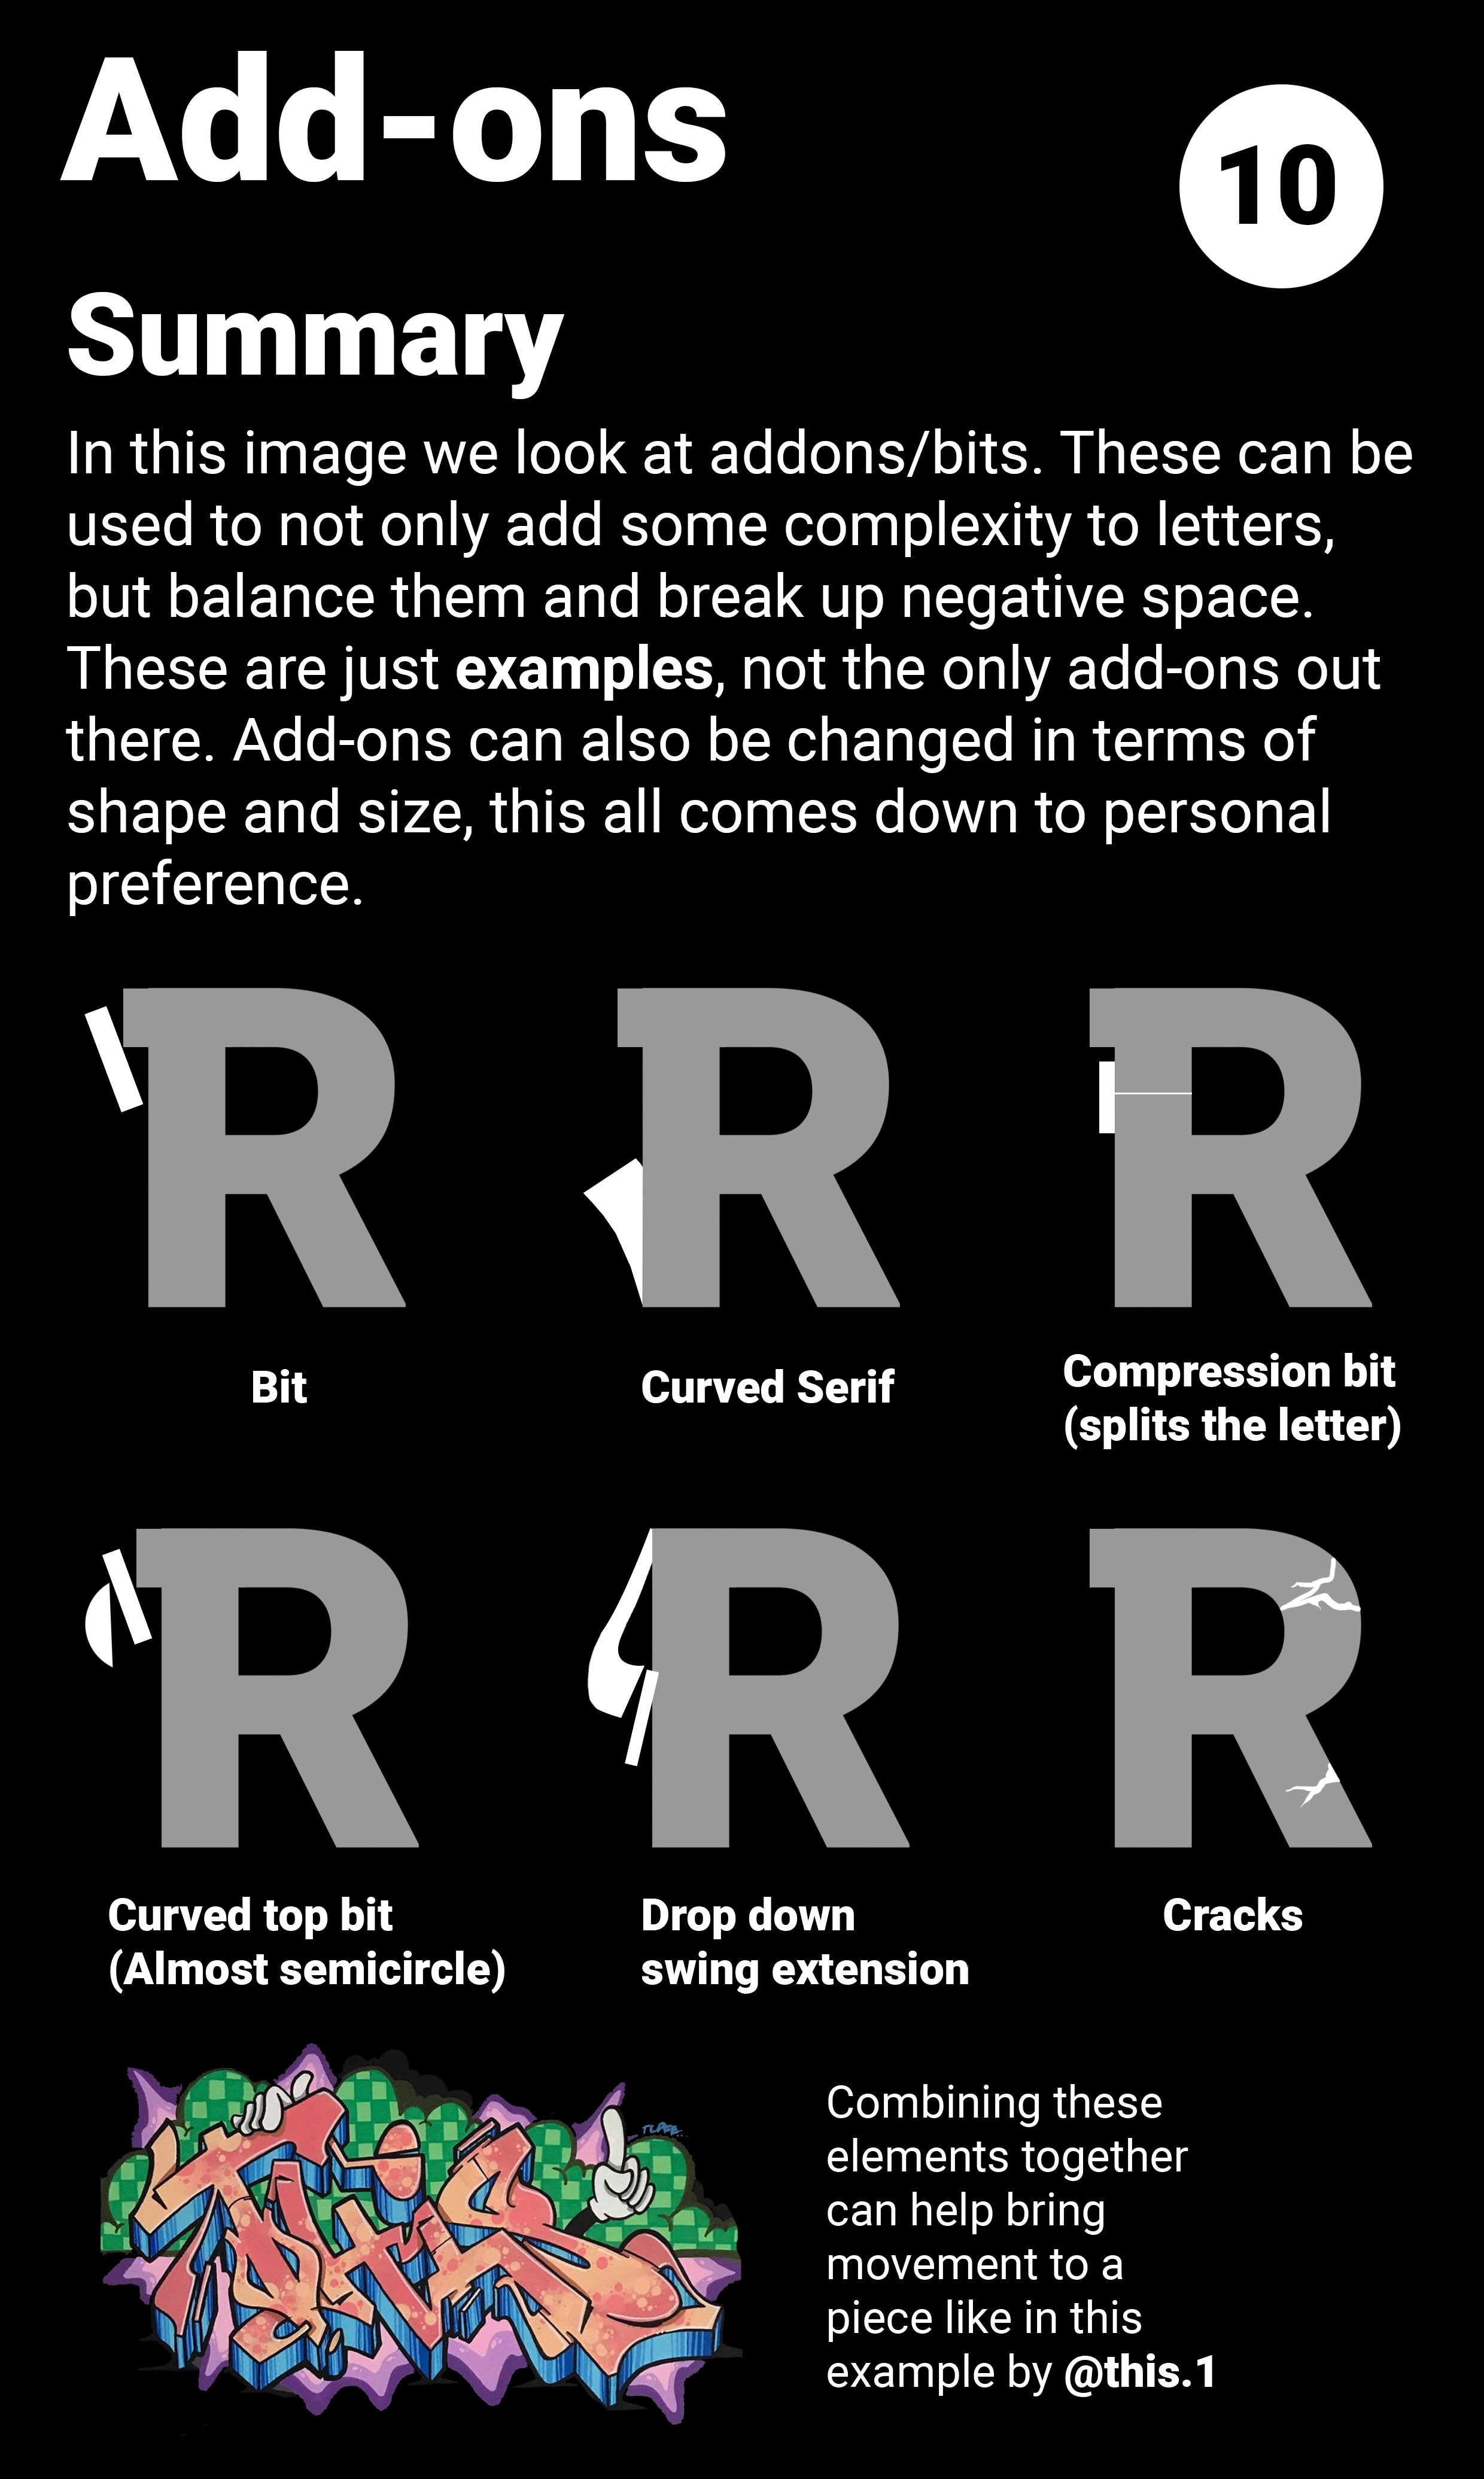 Add-ons
10
Summary
In this image we look at addons/bits. These can be
used to not only add some complexity to letters,
but balance them and break up negative space.
These are just examples, not the only add-ons out
there. Add-ons can also be changed in terms of
shape and size, this all comes down to personal
preference.
R
R
R
Bit
Curved Serif
Compression bit
(splits the letter)
R
R
R
Curved top bit
(Almost semicircle)
Drop down
swing extension
Cracks
THIS
Combining these
elements together
can help bring
movement to a
piece like in this
example by @this.1